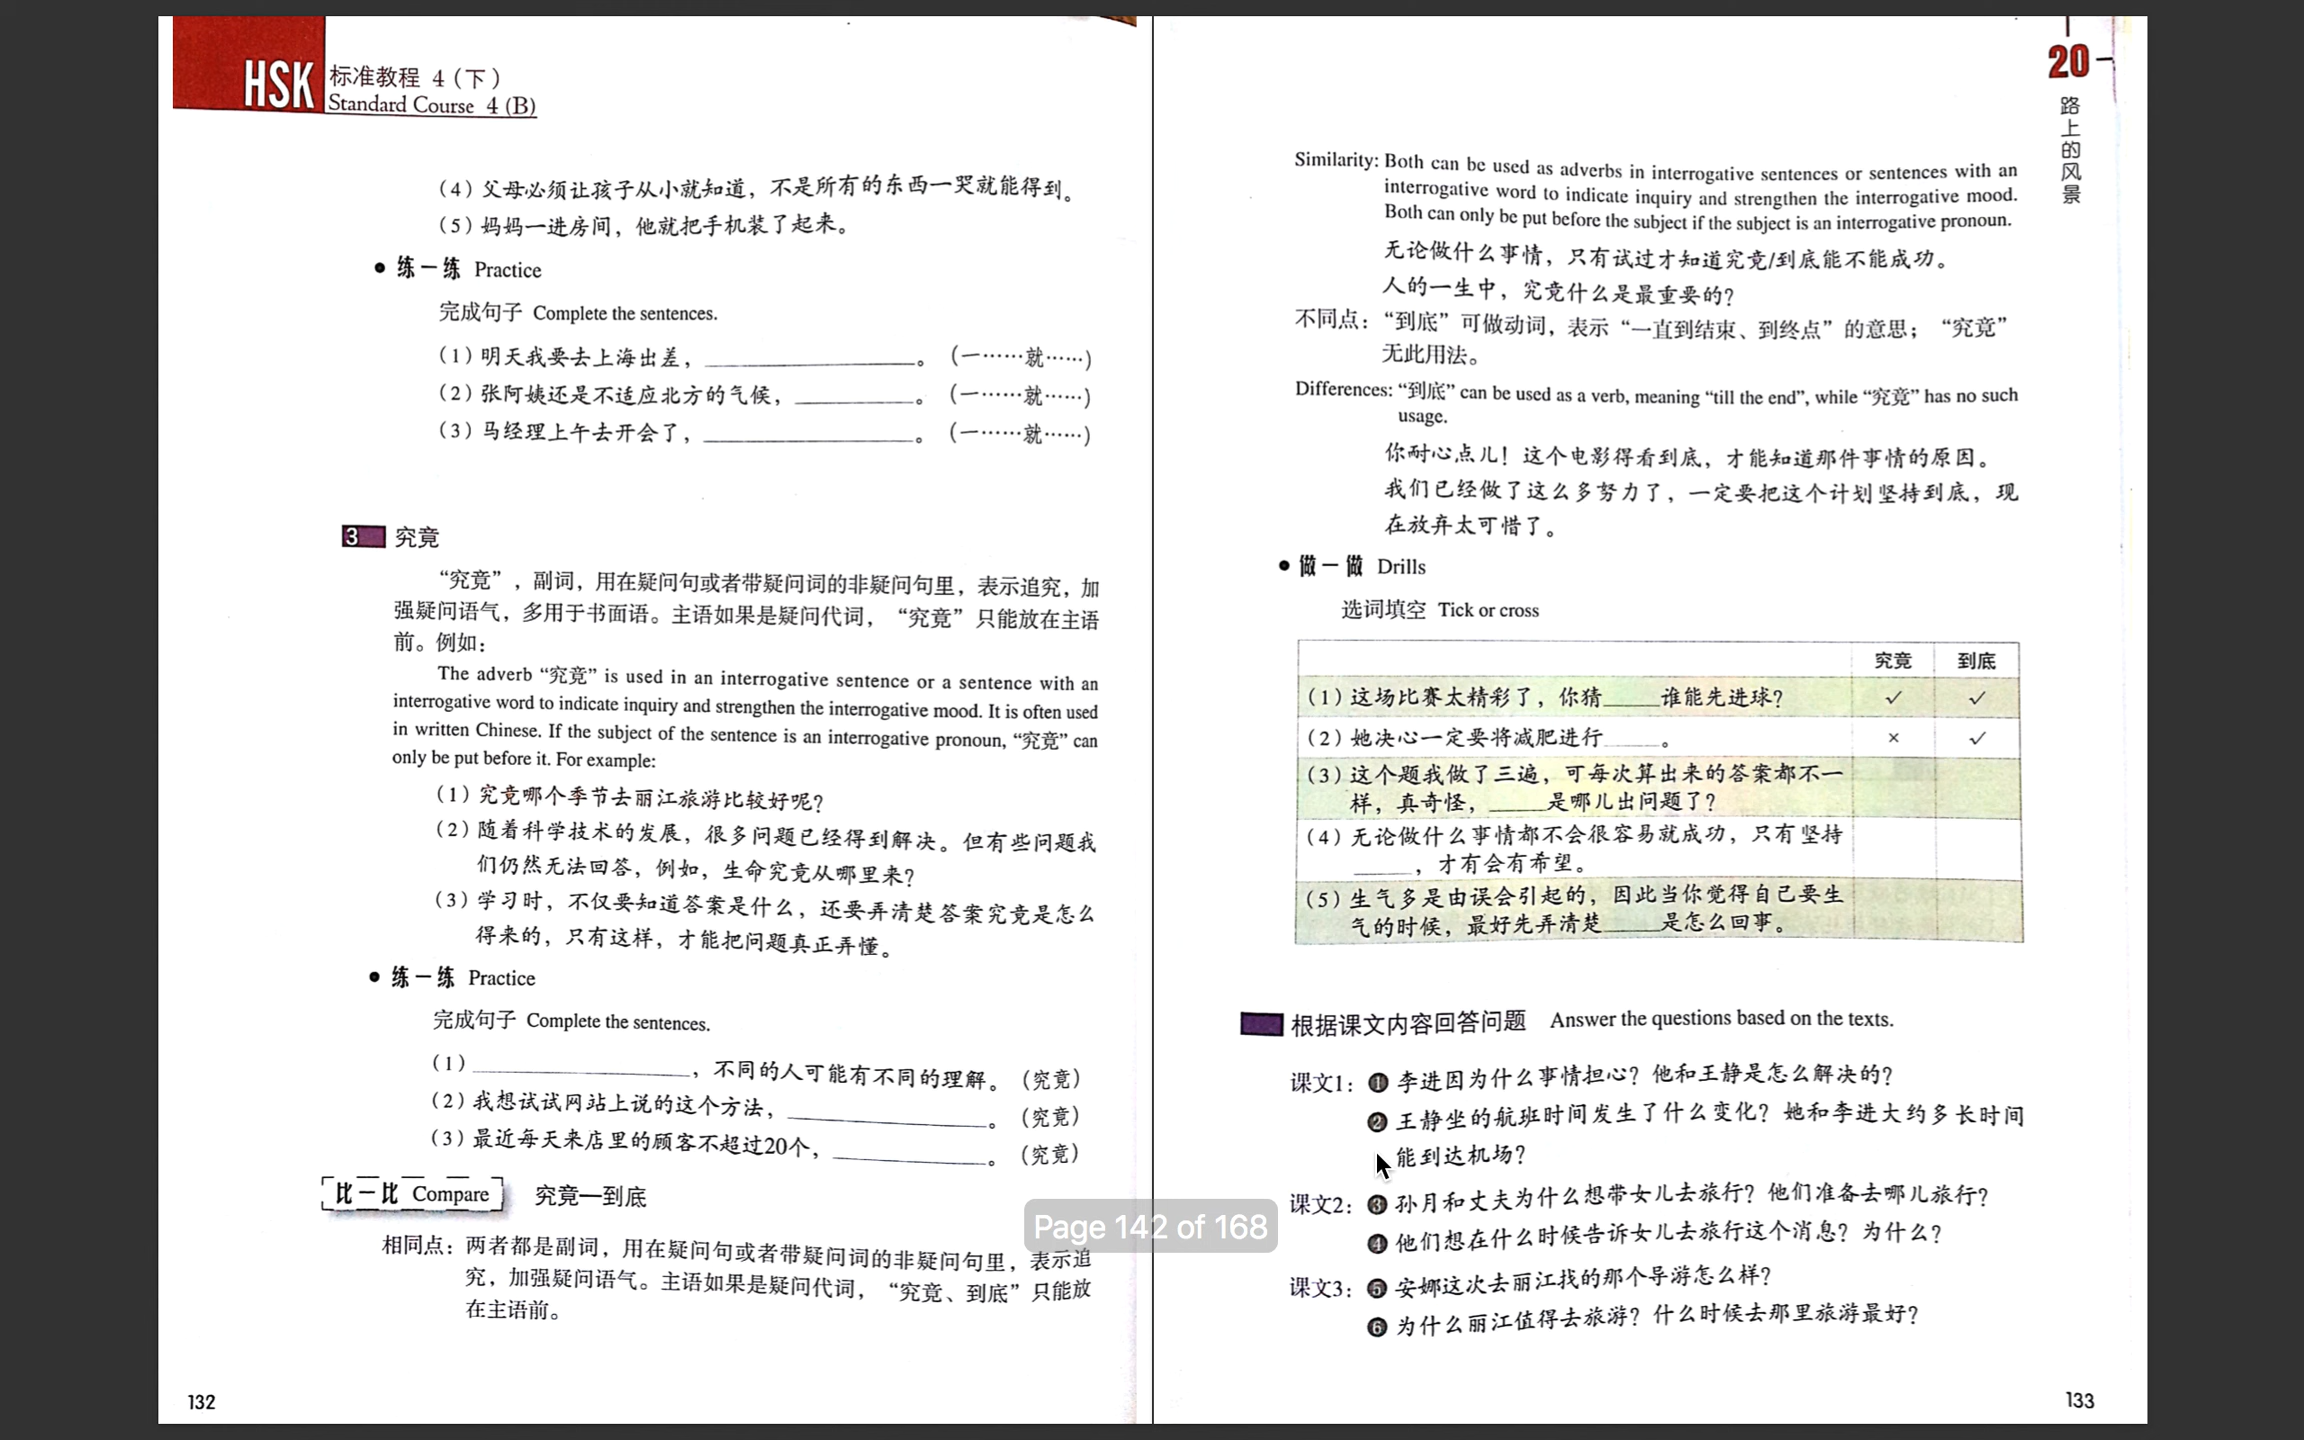 HSK 标准教程 4（下）
Standard Course 4 (B)
（4）父母必须让孩子从小就知道，不是所有的东西一哭就能得到。
（5）妈妈一进房间，他就把手机装了起来。
● 练一练 Practice
完成句子 Complete the sentences.
（1）明天我要去上海出差，____________。（一……就……）
（2）张阿姨还是不适应北方的气候，________。（一……就……）
（3）马经理上午去开会了，____________。（一……就……）
3 究竟
“究竟”，副词，用在疑问句或者带疑问词的非疑问句里，表示追究，加
强疑问语气，多用于书面语。主语如果是疑问代词，“究竟”只能放在主语
前。例如：
The adverb “究竟” is used in an interrogative sentence or a sentence with an
interrogative word to indicate inquiry and strengthen the interrogative mood. It is often used
in written Chinese. If the subject of the sentence is an interrogative pronoun, “究竟” can
only be put before it. For example:
（1）究竟哪个季节去丽江旅游比较好呢？
（2）随着科学技术的发展，很多问题已经得到解决。但有些问题我
们仍然无法回答，例如，生命究竟从哪里来？
（3）学习时，不仅要知道答案是什么，还要弄清楚答案究竟是怎么
得来的，只有这样，才能把问题真正弄懂。
● 练一练 Practice
完成句子 Complete the sentences.
（1）____________，不同的人可能有不同的理解。（究竟）
（2）我想试试网站上说的这个方法，____________。（究竟）
（3）最近每天来店里的顾客不超过20个，__________。（究竟）
比一比 Compare 究竟—到底
相同点：两者都是副词，用在疑问句或者带疑问词的非疑问句里，表示追
究，加强疑问语气。主语如果是疑问代词，“究竟、到底”只能放
在主语前。
132
20
路上的风景
Similarity: Both can be used as adverbs in interrogative sentences or sentences with an
interrogative word to indicate inquiry and strengthen the interrogative mood.
Both can only be put before the subject if the subject is an interrogative pronoun.
无论做什么事情，只有试过才知道究竟/到底能不能成功。
人的一生中，究竟什么是最重要的？
不同点：“到底”可做动词，表示“一直到结束、到终点”的意思；“究竟”
无此用法。
Differences: “到底” can be used as a verb, meaning “till the end”, while “究竟” has no such
usage.
你耐心点儿！这个电影得看到底，才能知道那件事情的原因。
我们已经做了这么多努力了，一定要把这个计划坚持到底，现
在放弃太可惜了。
● 做一做 Drills
选词填空 Tick or cross
究竟 到底
（1）这场比赛太精彩了，你猜____谁能先进球？ ✓ ✓
（2）她决心一定要将减肥进行____。 × ✓
（3）这个题我做了三遍，可每次算出来的答案都不一
样，真奇怪，____是哪儿出问题了？
（4）无论做什么事情都不会很容易就成功，只有坚持
____，才有会有希望。
（5）生气多是由误会引起的，因此当你觉得自己要生
气的时候，最好先弄清楚____是怎么回事。
根据课文内容回答问题 Answer the questions based on the texts.
课文1：❶ 李进因为什么事情担心？他和王静是怎么解决的？
❷ 王静坐的航班时间发生了什么变化？她和李进大约多长时间
能到达机场？
课文2：❸ 孙月和丈夫为什么想带女儿去旅行？他们准备去哪儿旅行？
❹ 他们想在什么时候告诉女儿去旅行这个消息？为什么？
课文3：❺ 安娜这次去丽江找的那个导游怎么样？
❻ 为什么丽江值得去旅游？什么时候去那里旅游最好？
133
Page 142 of 168